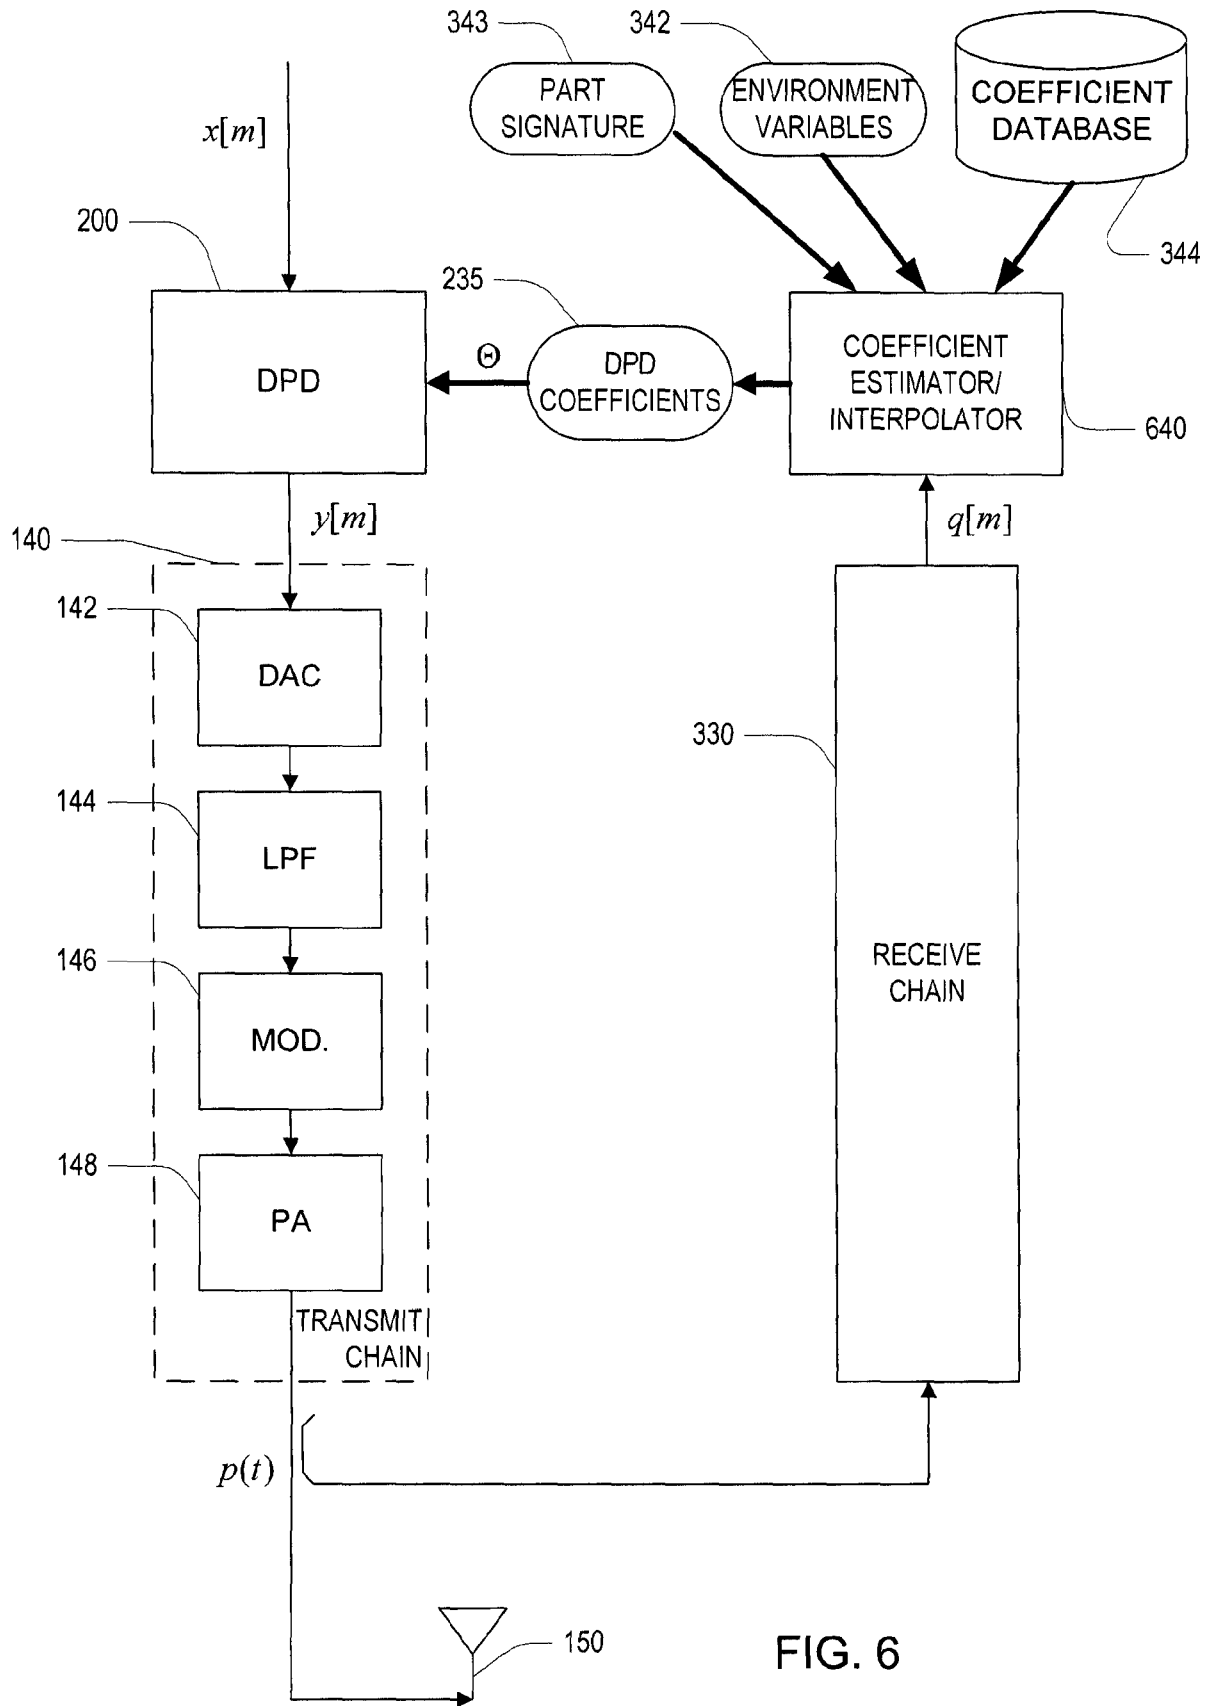 343
342
PART
SIGNATURE
ENVIRONMENT
VARIABLES
COEFFICIENT
DATABASE
x[m]
200
235
344
DPD
Θ
DPD
COEFFICIENTS
COEFFICIENT
ESTIMATOR/
INTERPOLATOR
640
y[m]
q[m]
140
142
DAC
330
144
LPF
146
MOD.
RECEIVE
CHAIN
148
PA
TRANSMIT
CHAIN
p(t)
150
FIG. 6